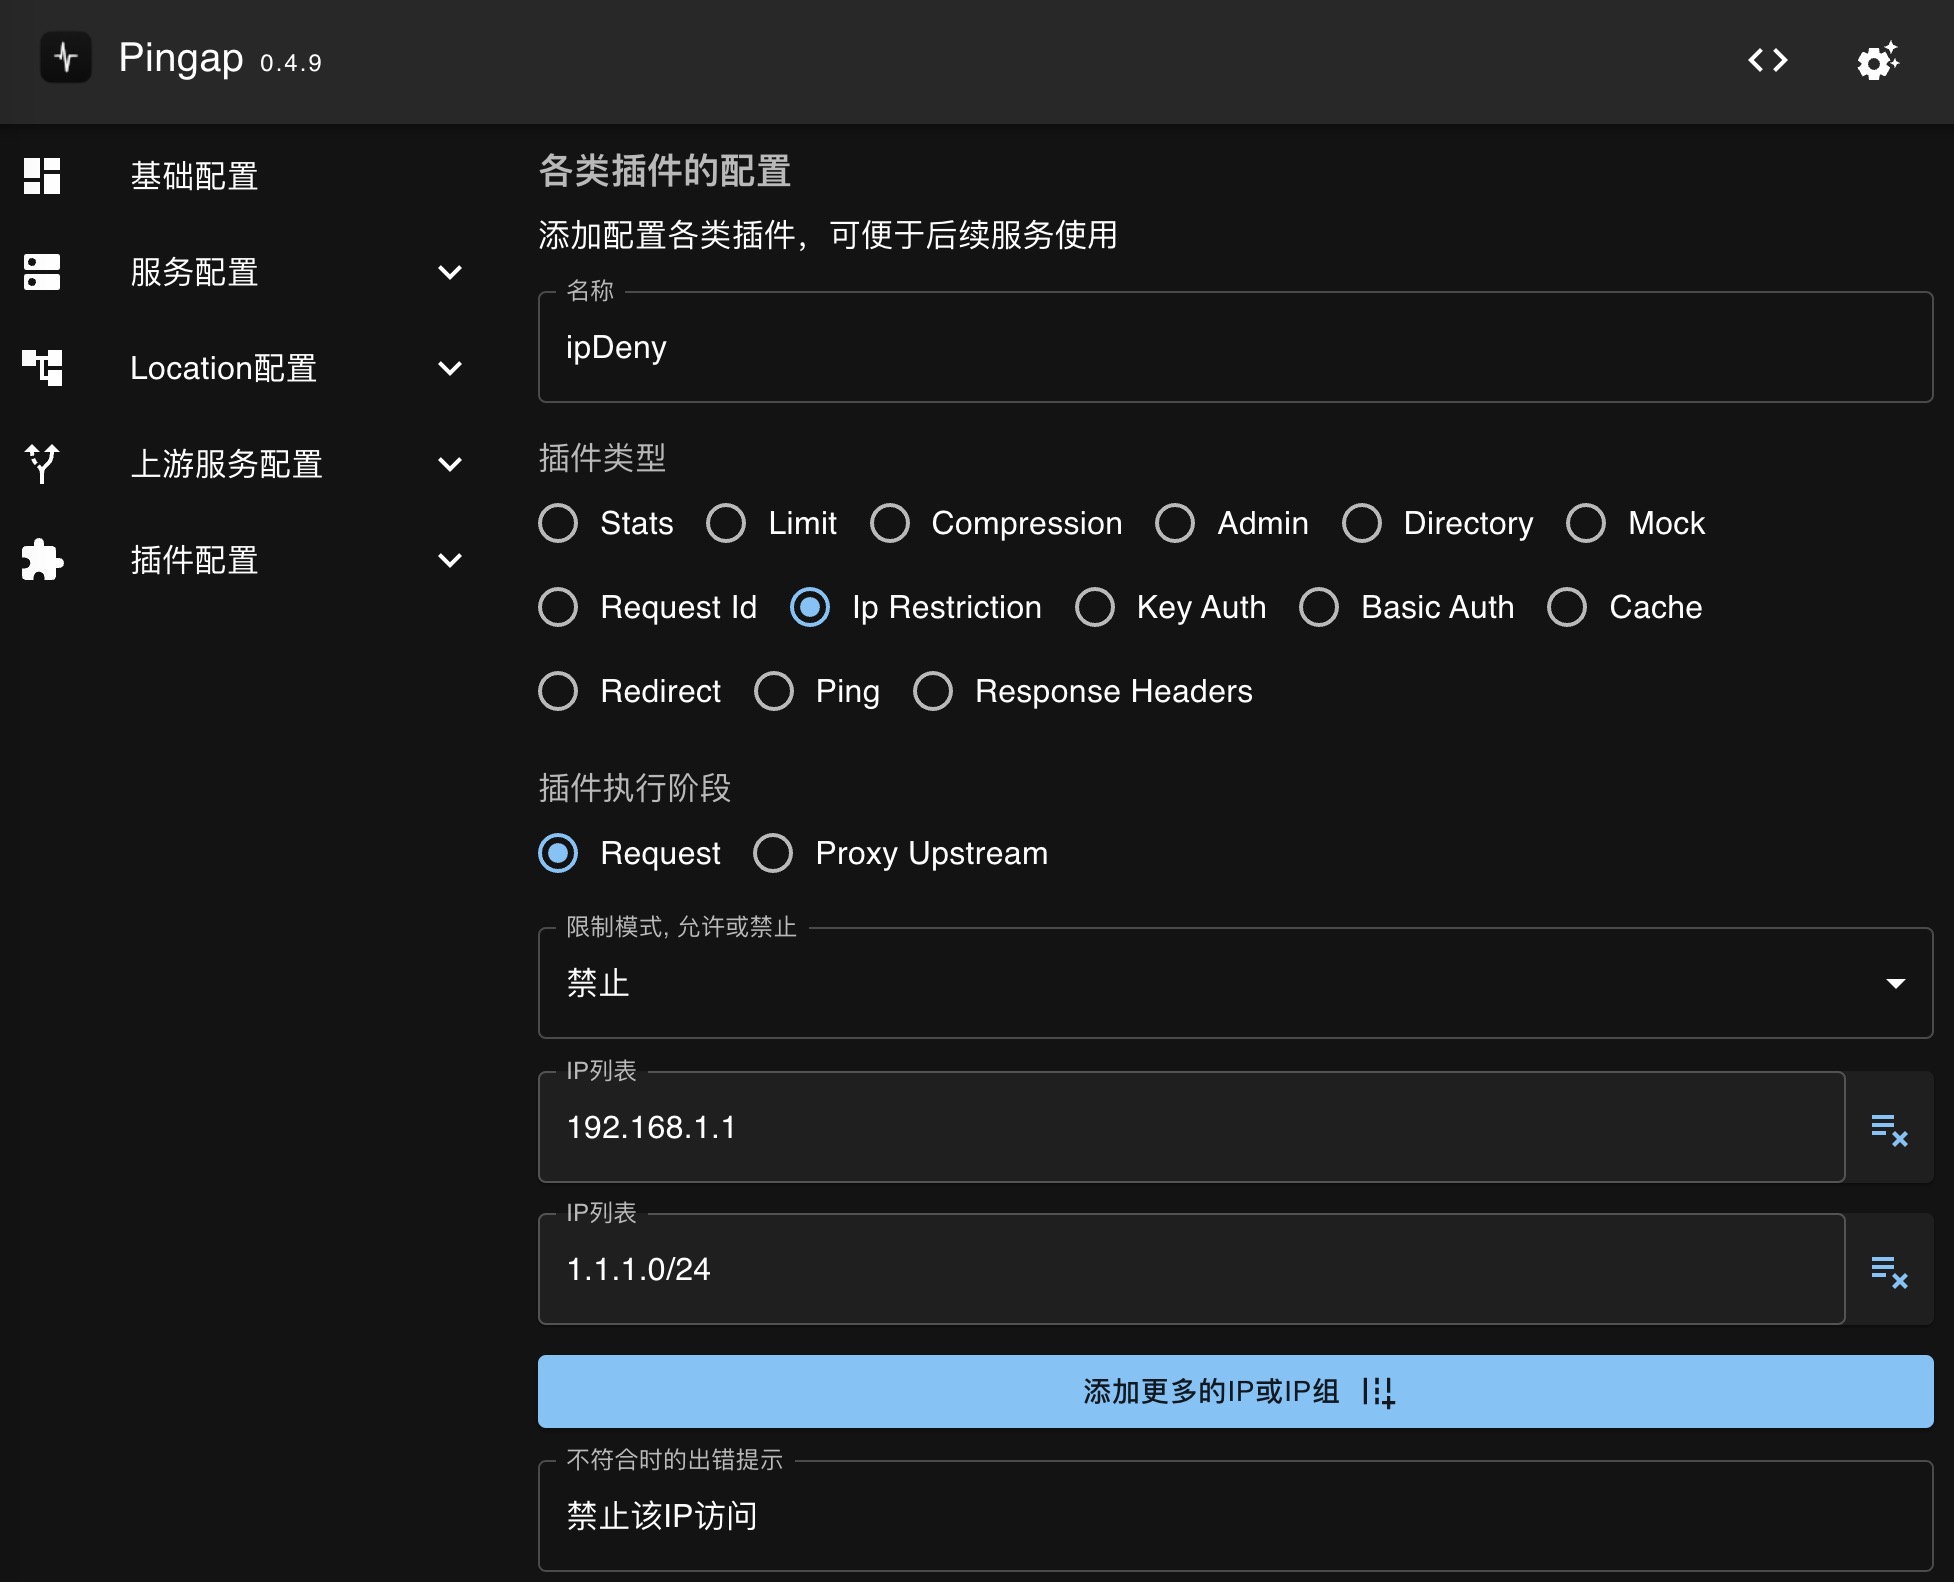 Pingap 0.4.9
基础配置
服务配置
Location配置
上游服务配置
插件配置
各类插件的配置
添加配置各类插件，可便于后续服务使用
名称
ipDeny
插件类型
Stats Limit Compression Admin Directory Mock
Request Id Ip Restriction Key Auth Basic Auth Cache
Redirect Ping Response Headers
插件执行阶段
Request Proxy Upstream
限制模式, 允许或禁止
禁止
IP列表
192.168.1.1
IP列表
1.1.1.0/24
添加更多的IP或IP组
不符合时的出错提示
禁止该IP访问